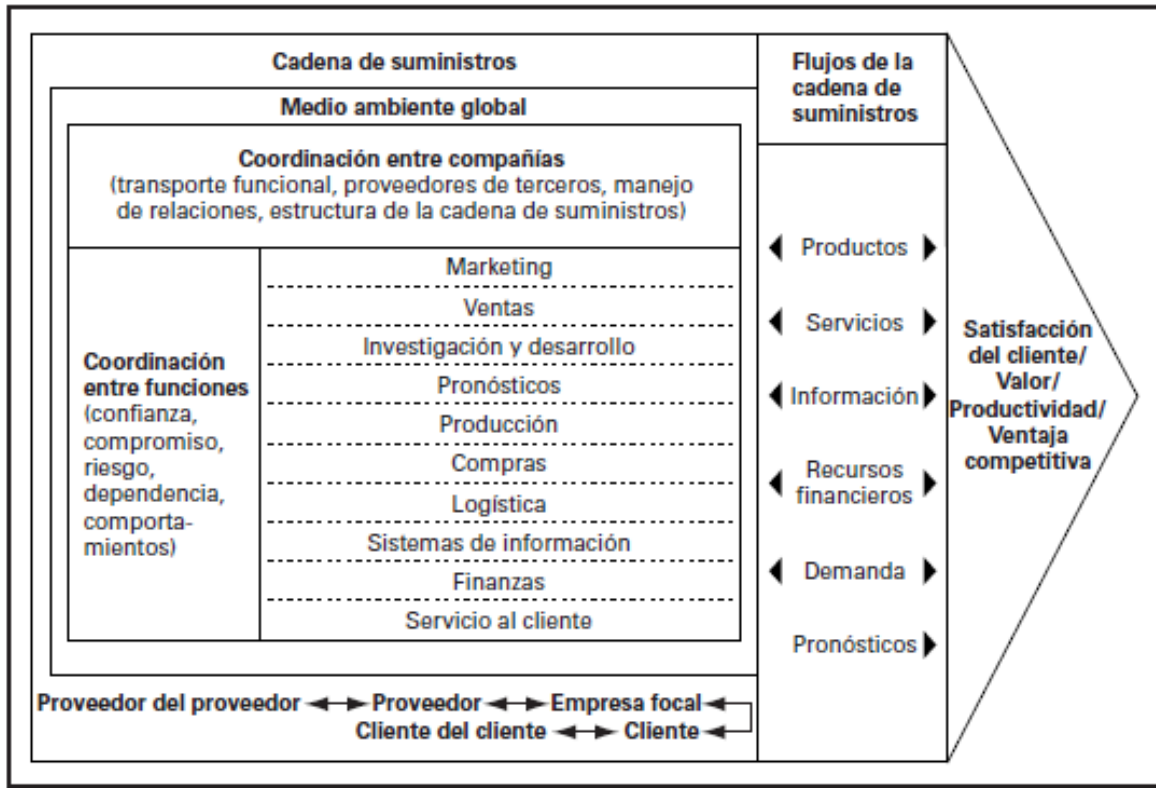 Cadena de suministros
Medio ambiente global
Coordinación entre compañías
(transporte funcional, proveedores de terceros, manejo
de relaciones, estructura de la cadena de suministros)
Coordinación
entre funciones
(confianza,
compromiso,
riesgo,
dependencia,
comporta-
mientos)
Marketing
Ventas
Investigación y desarrollo
Pronósticos
Producción
Compras
Logística
Sistemas de información
Finanzas
Servicio al cliente
Proveedor del proveedor Proveedor Empresa focal
Cliente del cliente Cliente
Flujos de la
cadena de
suministros
Productos
Servicios
Información
Recursos
financieros
Demanda
Pronósticos
Satisfacción
del cliente/
Valor/
Productividad/
Ventaja
competitiva